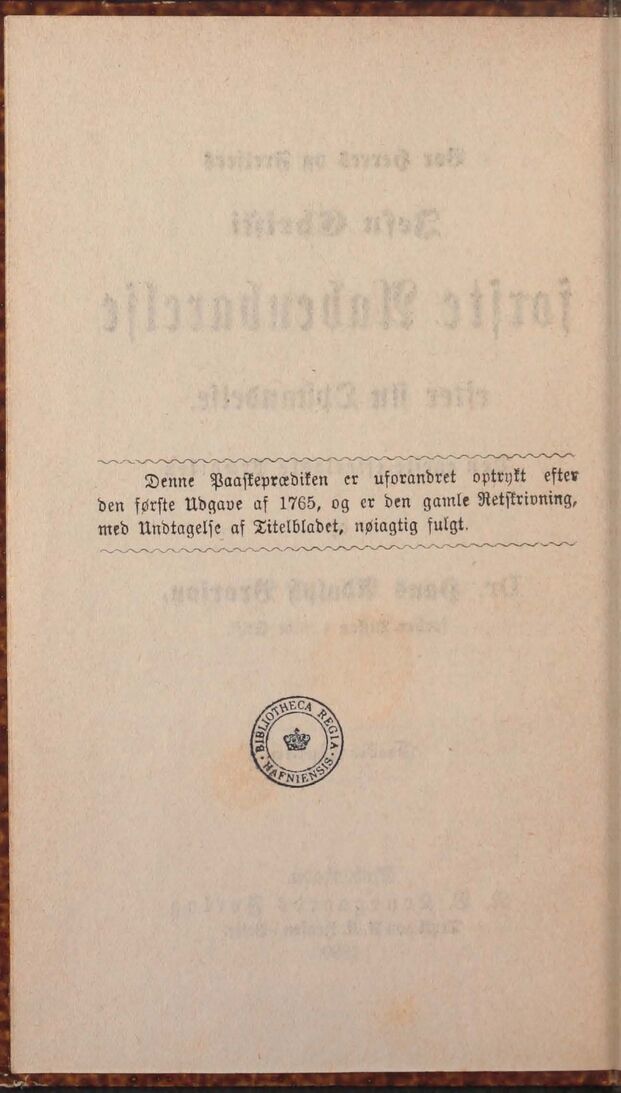 Denne Paaskeprædiken er uforandret optrykt efter
den første Udgave af 1765, og er den gamle Retskrivning,
med Undtagelse af Titelbladet, nøiagtig fulgt.
BIBLIOTHECA REGIA
HAFNIENSIS